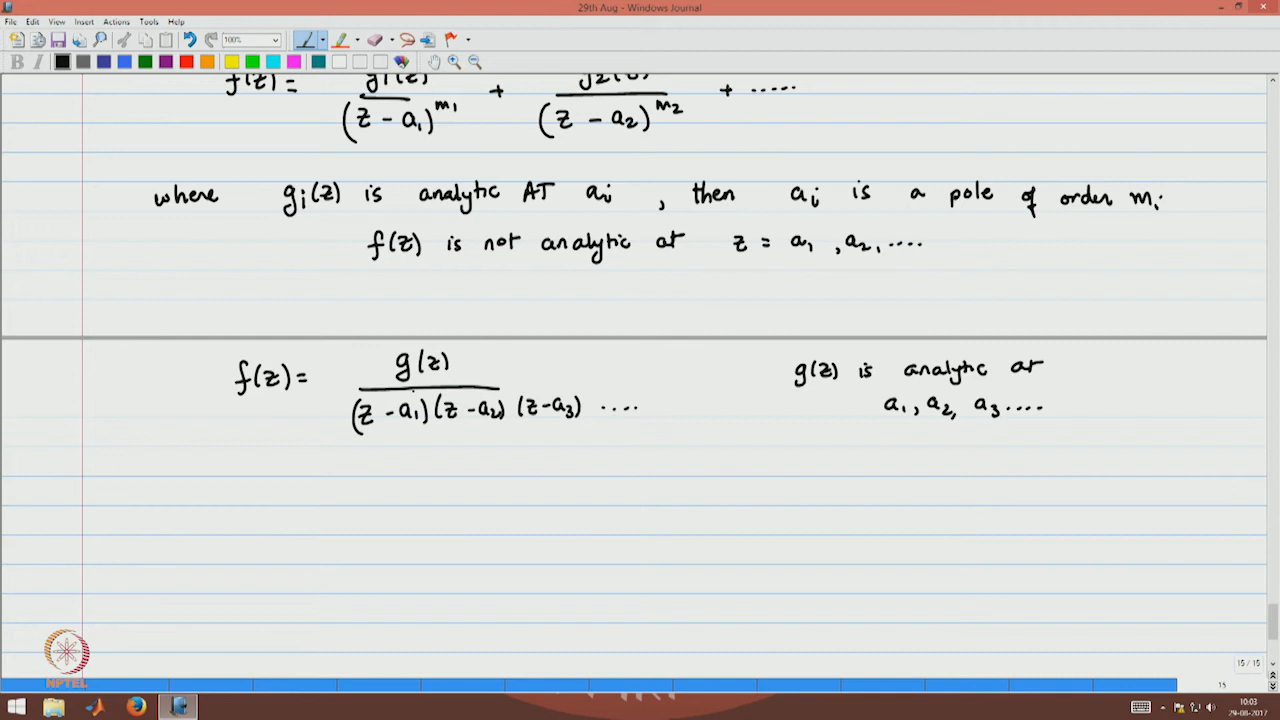 29th Aug - Windows Journal
File Edit View Insert Actions Tools Help
100%
B I
f(z) = g1(z) / (z - a1)^m1 + / (z - a2)^m2 + .....
where gi(z) is analytic AT ai , then ai is a pole of order mi
f(z) is not analytic at z = a1 , a2, ....
f(z) = g(z) / (z - a1)(z - a2)(z - a3) ....
g(z) is analytic at
a1, a2, a3 ....
15 / 15
15
NPTEL
10:03
29-08-2017